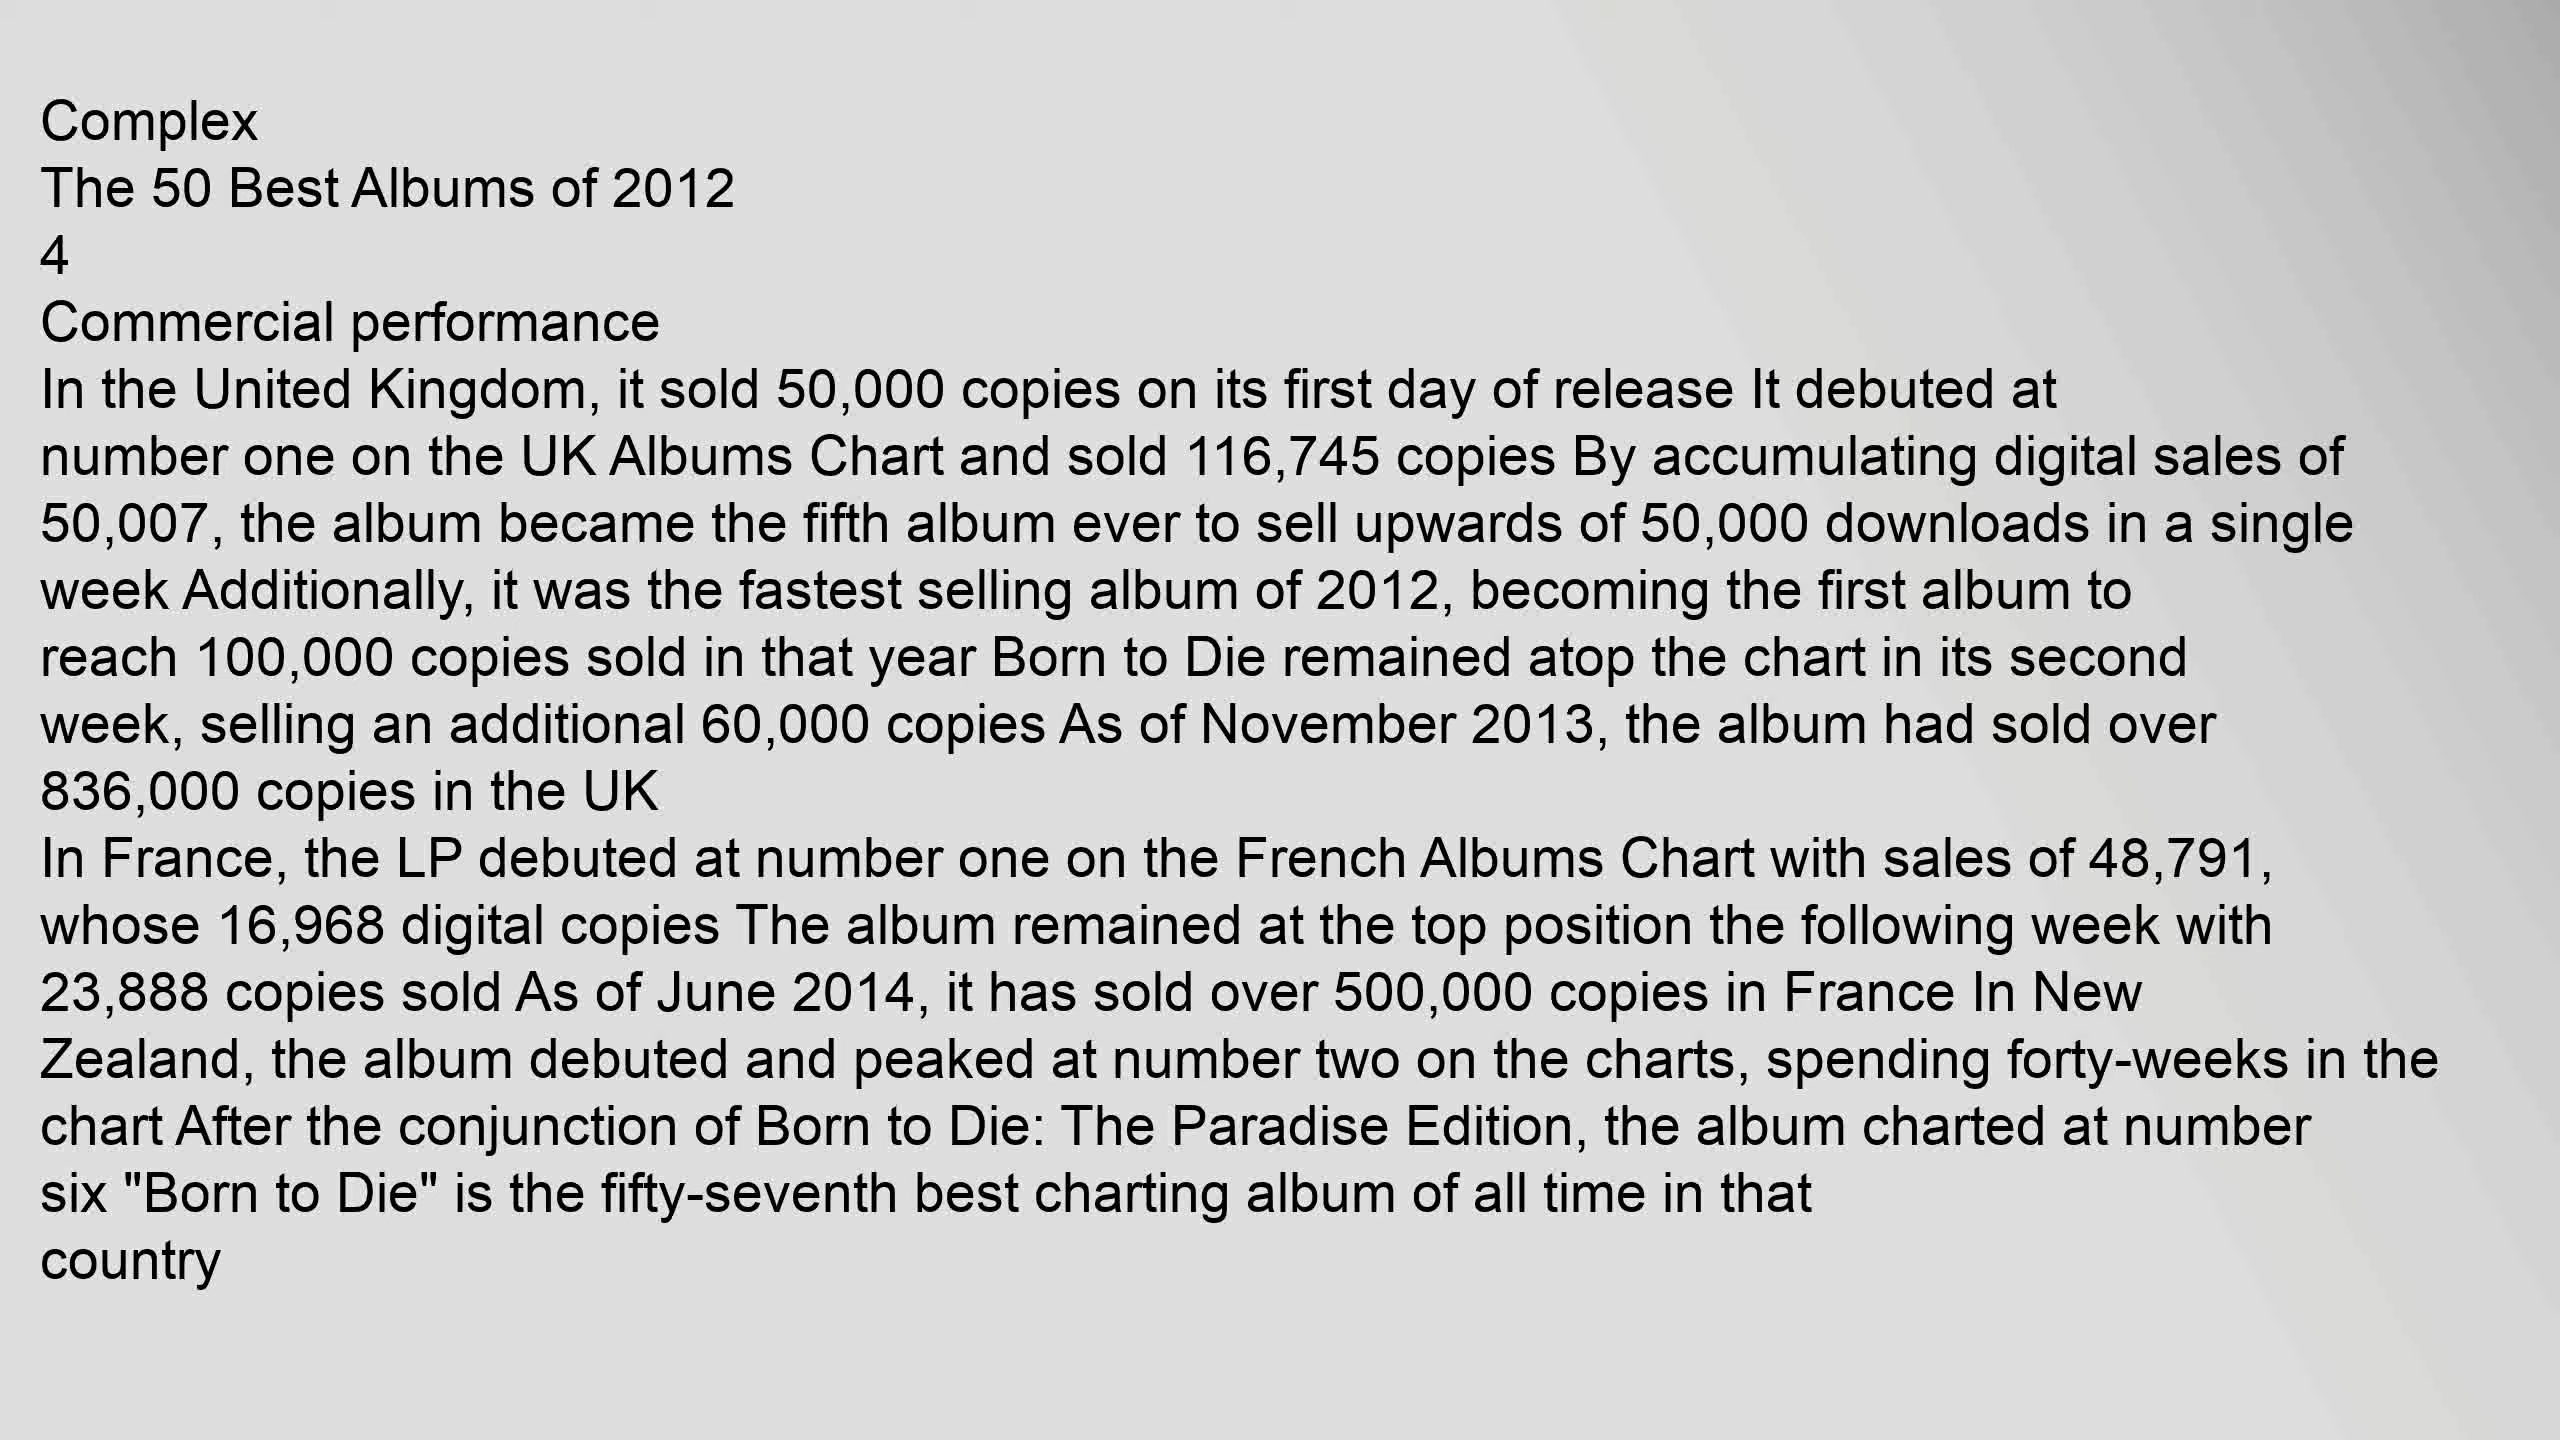 Complex
The 50 Best Albums of 2012
4
Commercial performance
In the United Kingdom, it sold 50,000 copies on its first day of release It debuted at
number one on the UK Albums Chart and sold 116,745 copies By accumulating digital sales of
50,007, the album became the fifth album ever to sell upwards of 50,000 downloads in a single
week Additionally, it was the fastest selling album of 2012, becoming the first album to
reach 100,000 copies sold in that year Born to Die remained atop the chart in its second
week, selling an additional 60,000 copies As of November 2013, the album had sold over
836,000 copies in the UK
In France, the LP debuted at number one on the French Albums Chart with sales of 48,791,
whose 16,968 digital copies The album remained at the top position the following week with
23,888 copies sold As of June 2014, it has sold over 500,000 copies in France In New
Zealand, the album debuted and peaked at number two on the charts, spending forty-weeks in the
chart After the conjunction of Born to Die: The Paradise Edition, the album charted at number
six "Born to Die" is the fifty-seventh best charting album of all time in that
country